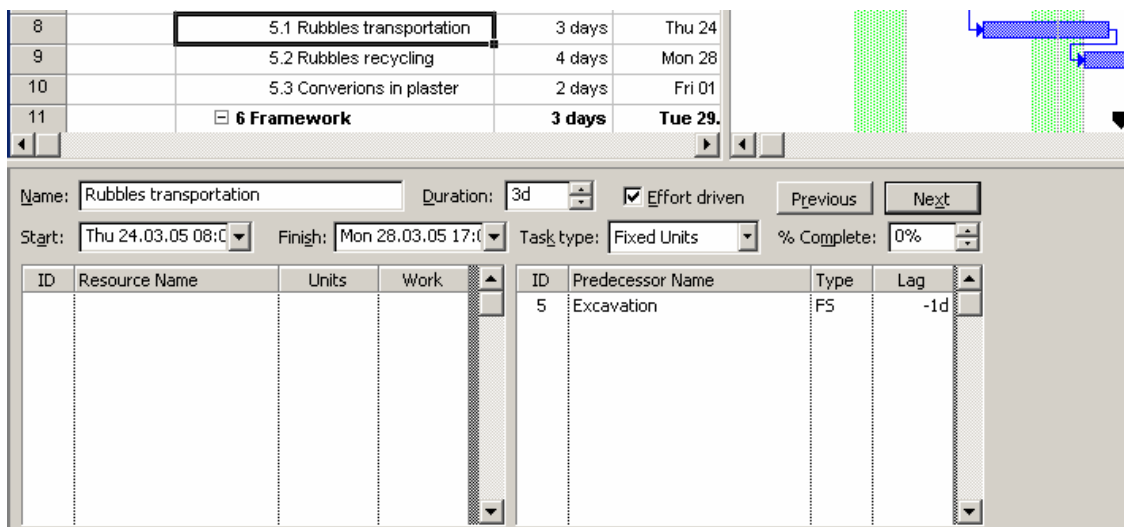 8 5.1 Rubbles transportation 3 days Thu 24
9 5.2 Rubbles recycling 4 days Mon 28
10 5.3 Converions in plaster 2 days Fri 01
11 6 Framework 3 days Tue 29.
Name: Rubbles transportation Duration: 3d Effort driven Previous Next
Start: Thu 24.03.05 08:0 Finish: Mon 28.03.05 17:0 Task type: Fixed Units % Complete: 0%
ID Resource Name Units Work ID Predecessor Name Type Lag
5 Excavation FS -1d